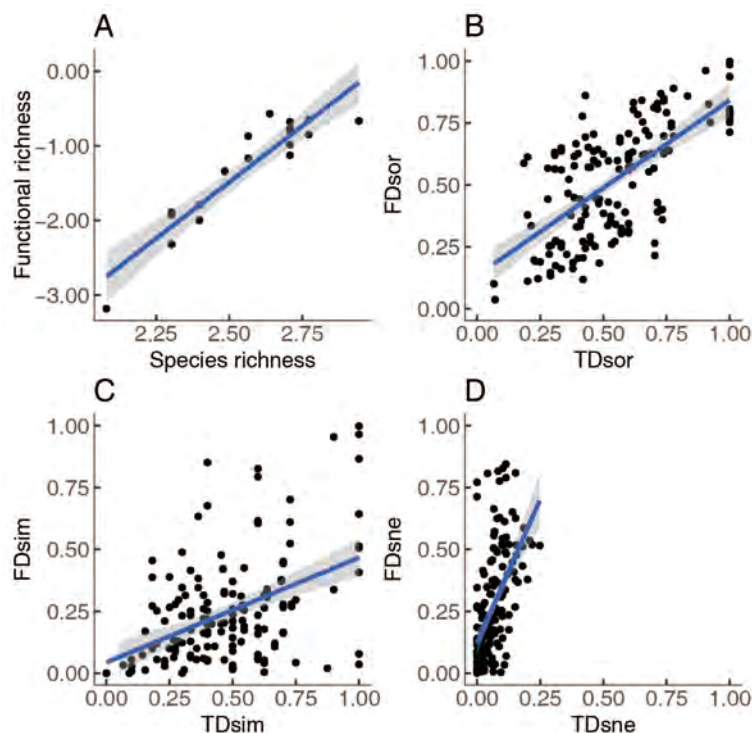 A
Functional richness
0.00
−1.00
−2.00
−3.00
2.25 2.50 2.75
Species richness
B
FDsor
1.00
0.75
0.50
0.25
0.00
0.00 0.25 0.50 0.75 1.00
TDsor
C
FDsim
1.00
0.75
0.50
0.25
0.00
0.00 0.25 0.50 0.75 1.00
TDsim
D
FDsne
1.00
0.75
0.50
0.25
0.00
0.00 0.25 0.50 0.75 1.00
TDsne